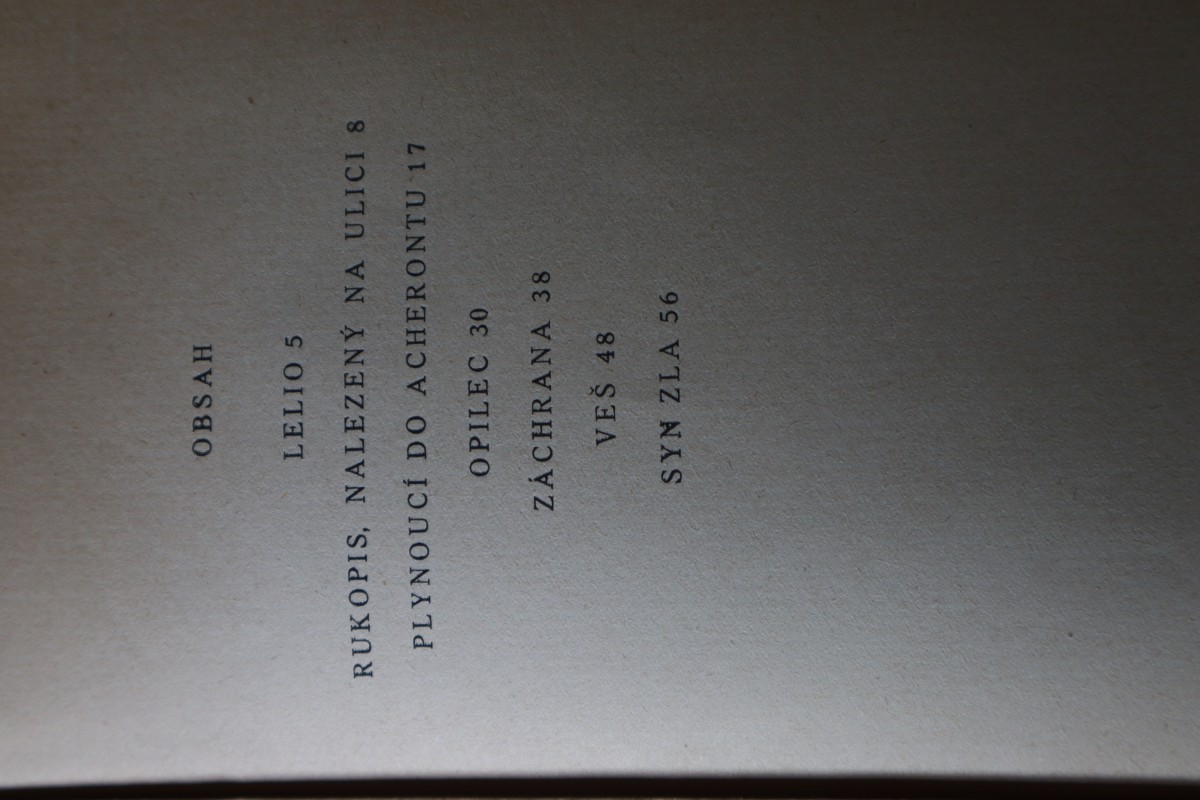 OBSAH
LELIO 5
RUKOPIS, NALEZENÝ NA ULICI 8
PLYNOUCÍ DO ACHERONTU 17
OPILEC 30
ZÁCHRANA 38
VEŠ 48
SYN ZLA 56